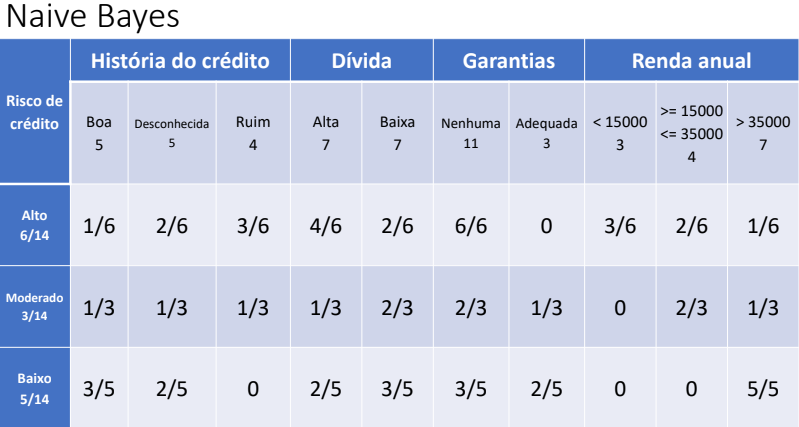 Naive Bayes
História do crédito Dívida Garantias Renda anual
Risco de
crédito
Boa
5
Desconhecida
5
Ruim
4
Alta
7
Baixa
7
Nenhuma
11
Adequada
3
< 15000
3
>= 15000
<= 35000
4
> 35000
7
Alto
6/14
1/6 2/6 3/6 4/6 2/6 6/6 0 3/6 2/6 1/6
Moderado
3/14
1/3 1/3 1/3 1/3 2/3 2/3 1/3 0 2/3 1/3
Baixo
5/14
3/5 2/5 0 2/5 3/5 3/5 2/5 0 0 5/5